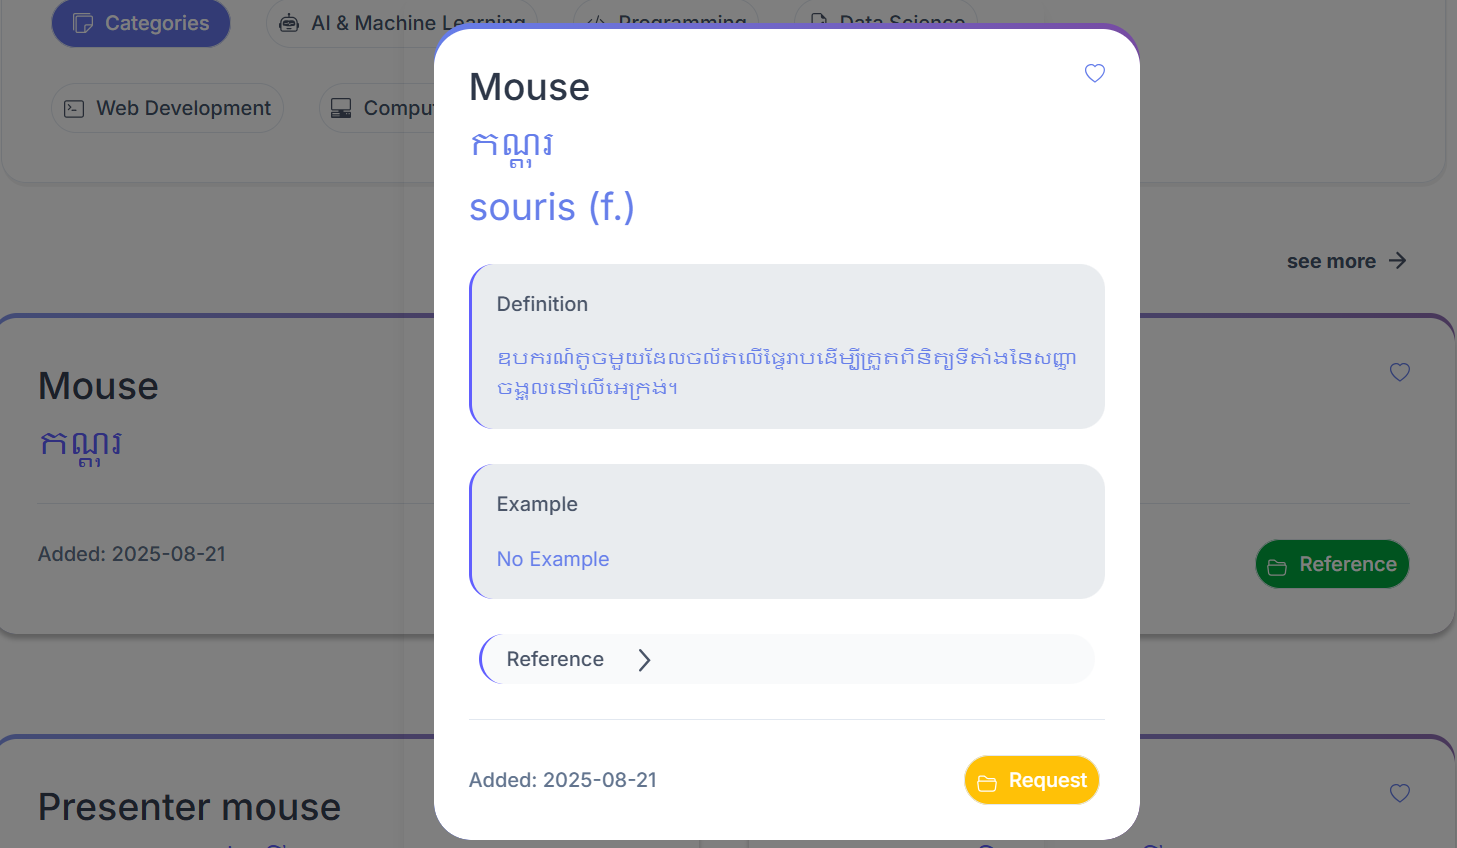 Categories
AI & Machine Learning
Programming
Data Science
Web Development
see more
Mouse
កណ្ដុរ
Added: 2025-08-21
Reference
Presenter mouse
Mouse
កណ្ដុរ
souris (f.)
Definition
ឧបករណ៍តូចមួយដែលចល័តលើផ្ទៃរាបដើម្បីត្រួតពិនិត្យទីតាំងនៃសញ្ញា
ចង្អុលនៅលើអេក្រង់។
Example
No Example
Reference
Added: 2025-08-21
Request